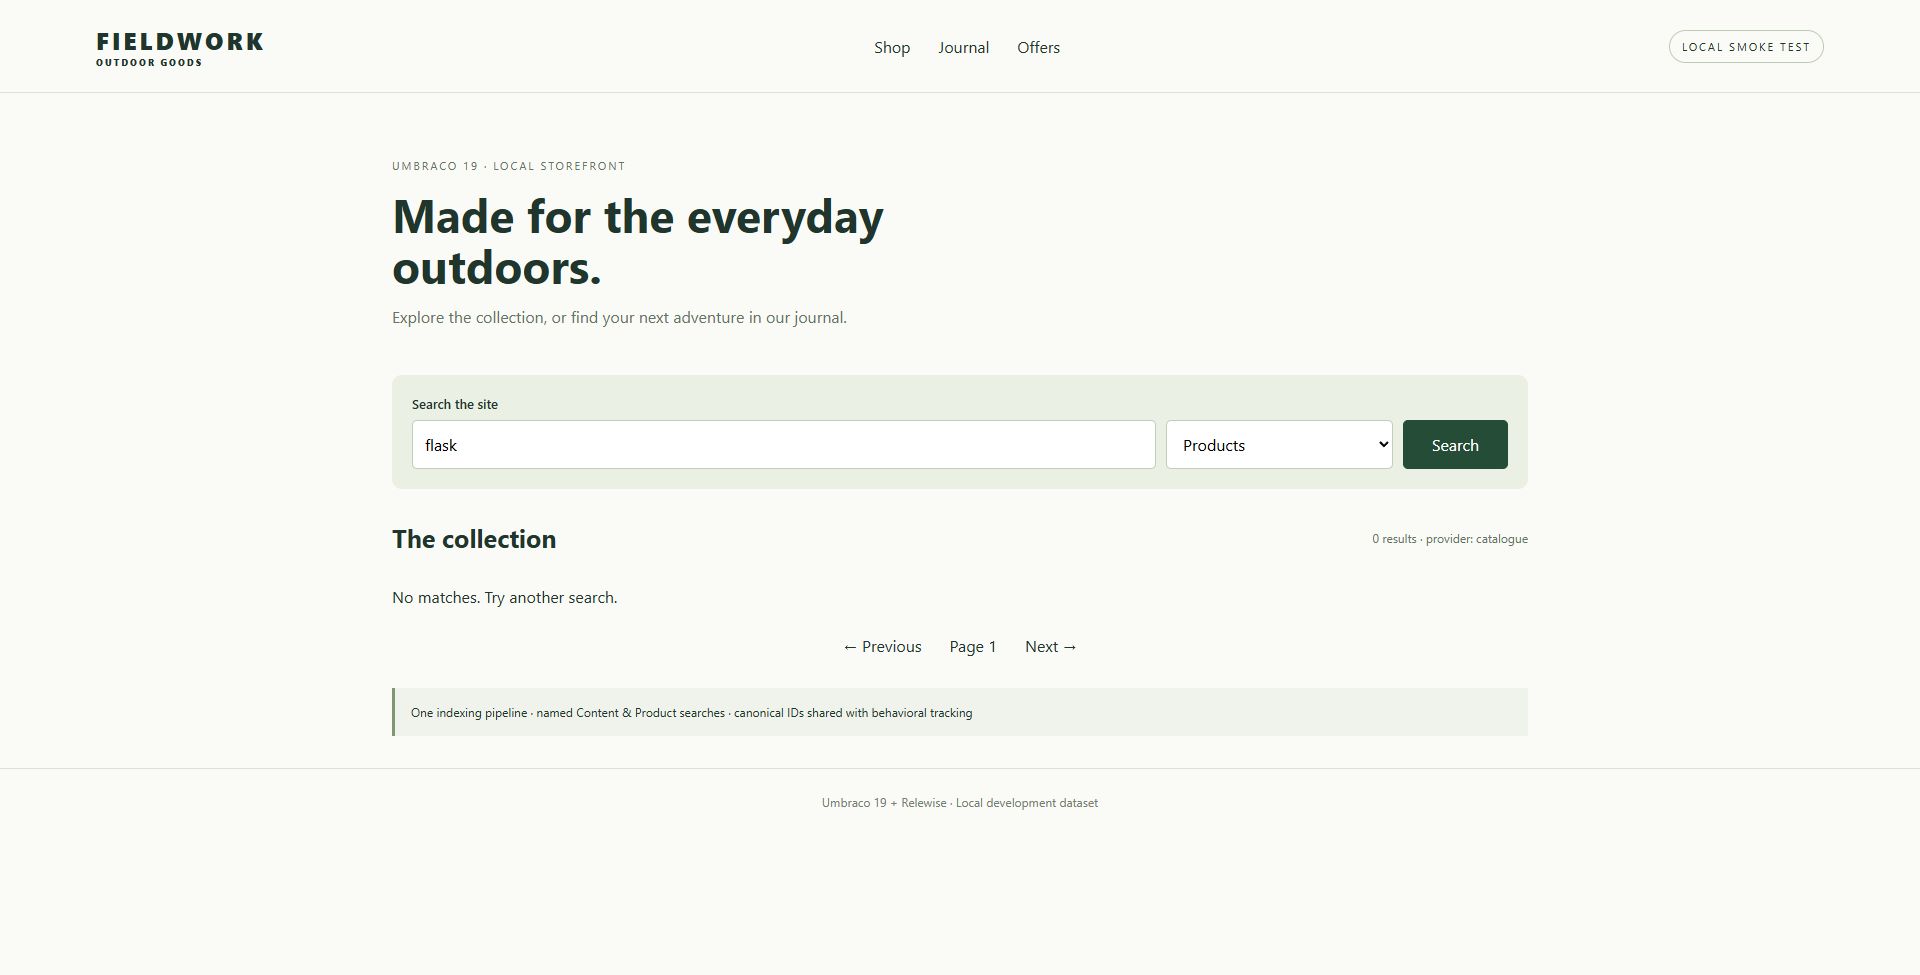 FIELDWORK
OUTDOOR GOODS
Shop
Journal
Offers
LOCAL SMOKE TEST
UMBRACO 19 · LOCAL STOREFRONT
Made for the everyday
outdoors.
Explore the collection, or find your next adventure in our journal.
Search the site
flask
Products
Search
The collection
0 results · provider: catalogue
No matches. Try another search.
← Previous
Page 1
Next →
One indexing pipeline · named Content & Product searches · canonical IDs shared with behavioral tracking
Umbraco 19 + Relewise · Local development dataset